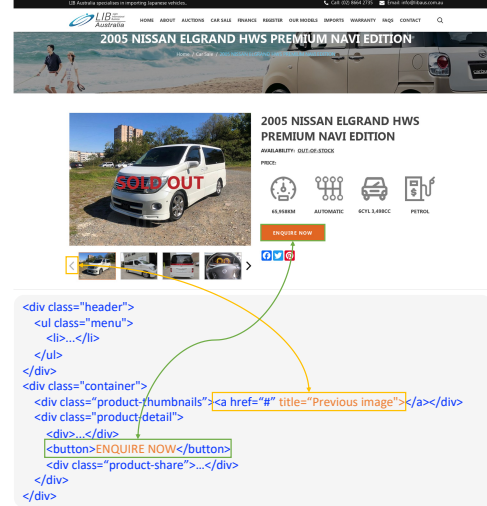 LIB Australia specialises in importing Japanese vehicles.
Call (02) 8664 2735
Email info@libaus.com.au
LIB
Australia
HOME ABOUT AUCTIONS CAR SALE FINANCE REGISTER OUR MODELS IMPORTS WARRANTY FAQS CONTACT
2005 NISSAN ELGRAND HWS PREMIUM NAVI EDITION
Home / Car Sale /
SOLD OUT
2005 NISSAN ELGRAND HWS
PREMIUM NAVI EDITION
AVAILABILITY: OUT-OF-STOCK
PRICE:
65,958KM AUTOMATIC 6CYL 3,498CC PETROL
ENQUIRE NOW
<div class="header">
<ul class="menu">
<li>...</li>
</ul>
</div>
<div class="container">
<div class="product-thumbnails"><a href="#" title="Previous image"></a></div>
<div class="product-detail">
<div>...</div>
<button>ENQUIRE NOW</button>
<div class="product-share">...</div>
</div>
</div>